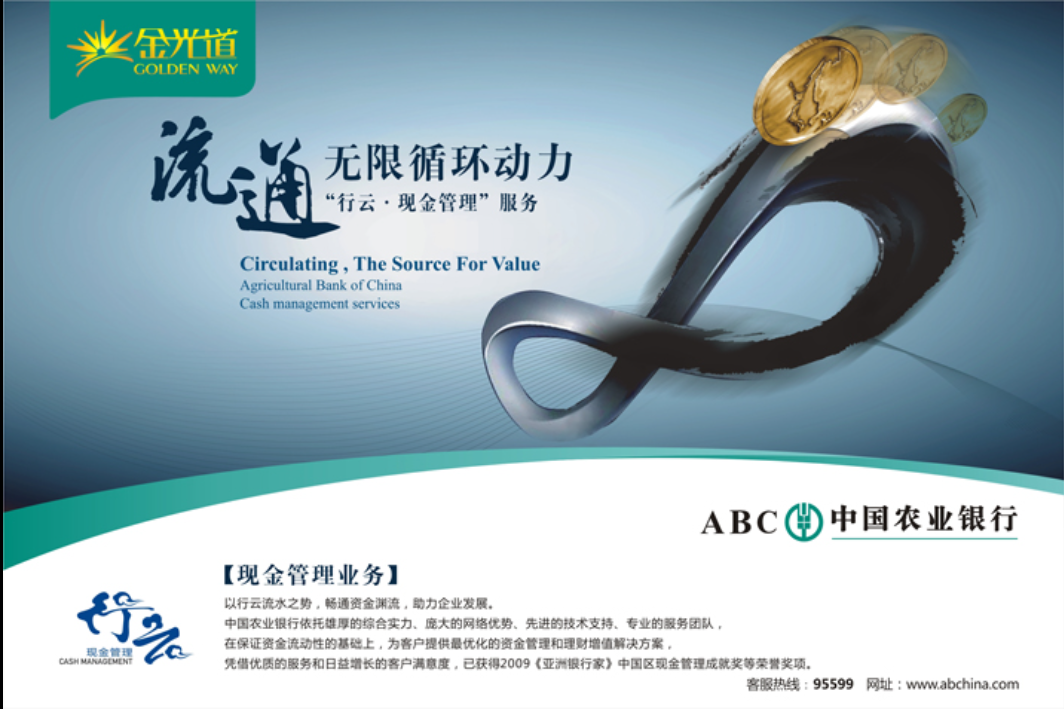 金光道
GOLDEN WAY
流通
无限循环动力
“行云·现金管理”服务
Circulating , The Source For Value
Agricultural Bank of China
Cash management services
ABC 中国农业银行
【现金管理业务】
以行云流水之势，畅通资金渊流，助力企业发展。
中国农业银行依托雄厚的综合实力、庞大的网络优势、先进的技术支持、专业的服务团队，
在保证资金流动性的基础上，为客户提供最优化的资金管理和理财增值解决方案，
凭借优质的服务和日益增长的客户满意度，已获得2009《亚洲银行家》中国区现金管理成就奖等荣誉奖项。
行云
现金管理
CASH MANAGEMENT
客服热线：95599 网址：www.abchina.com